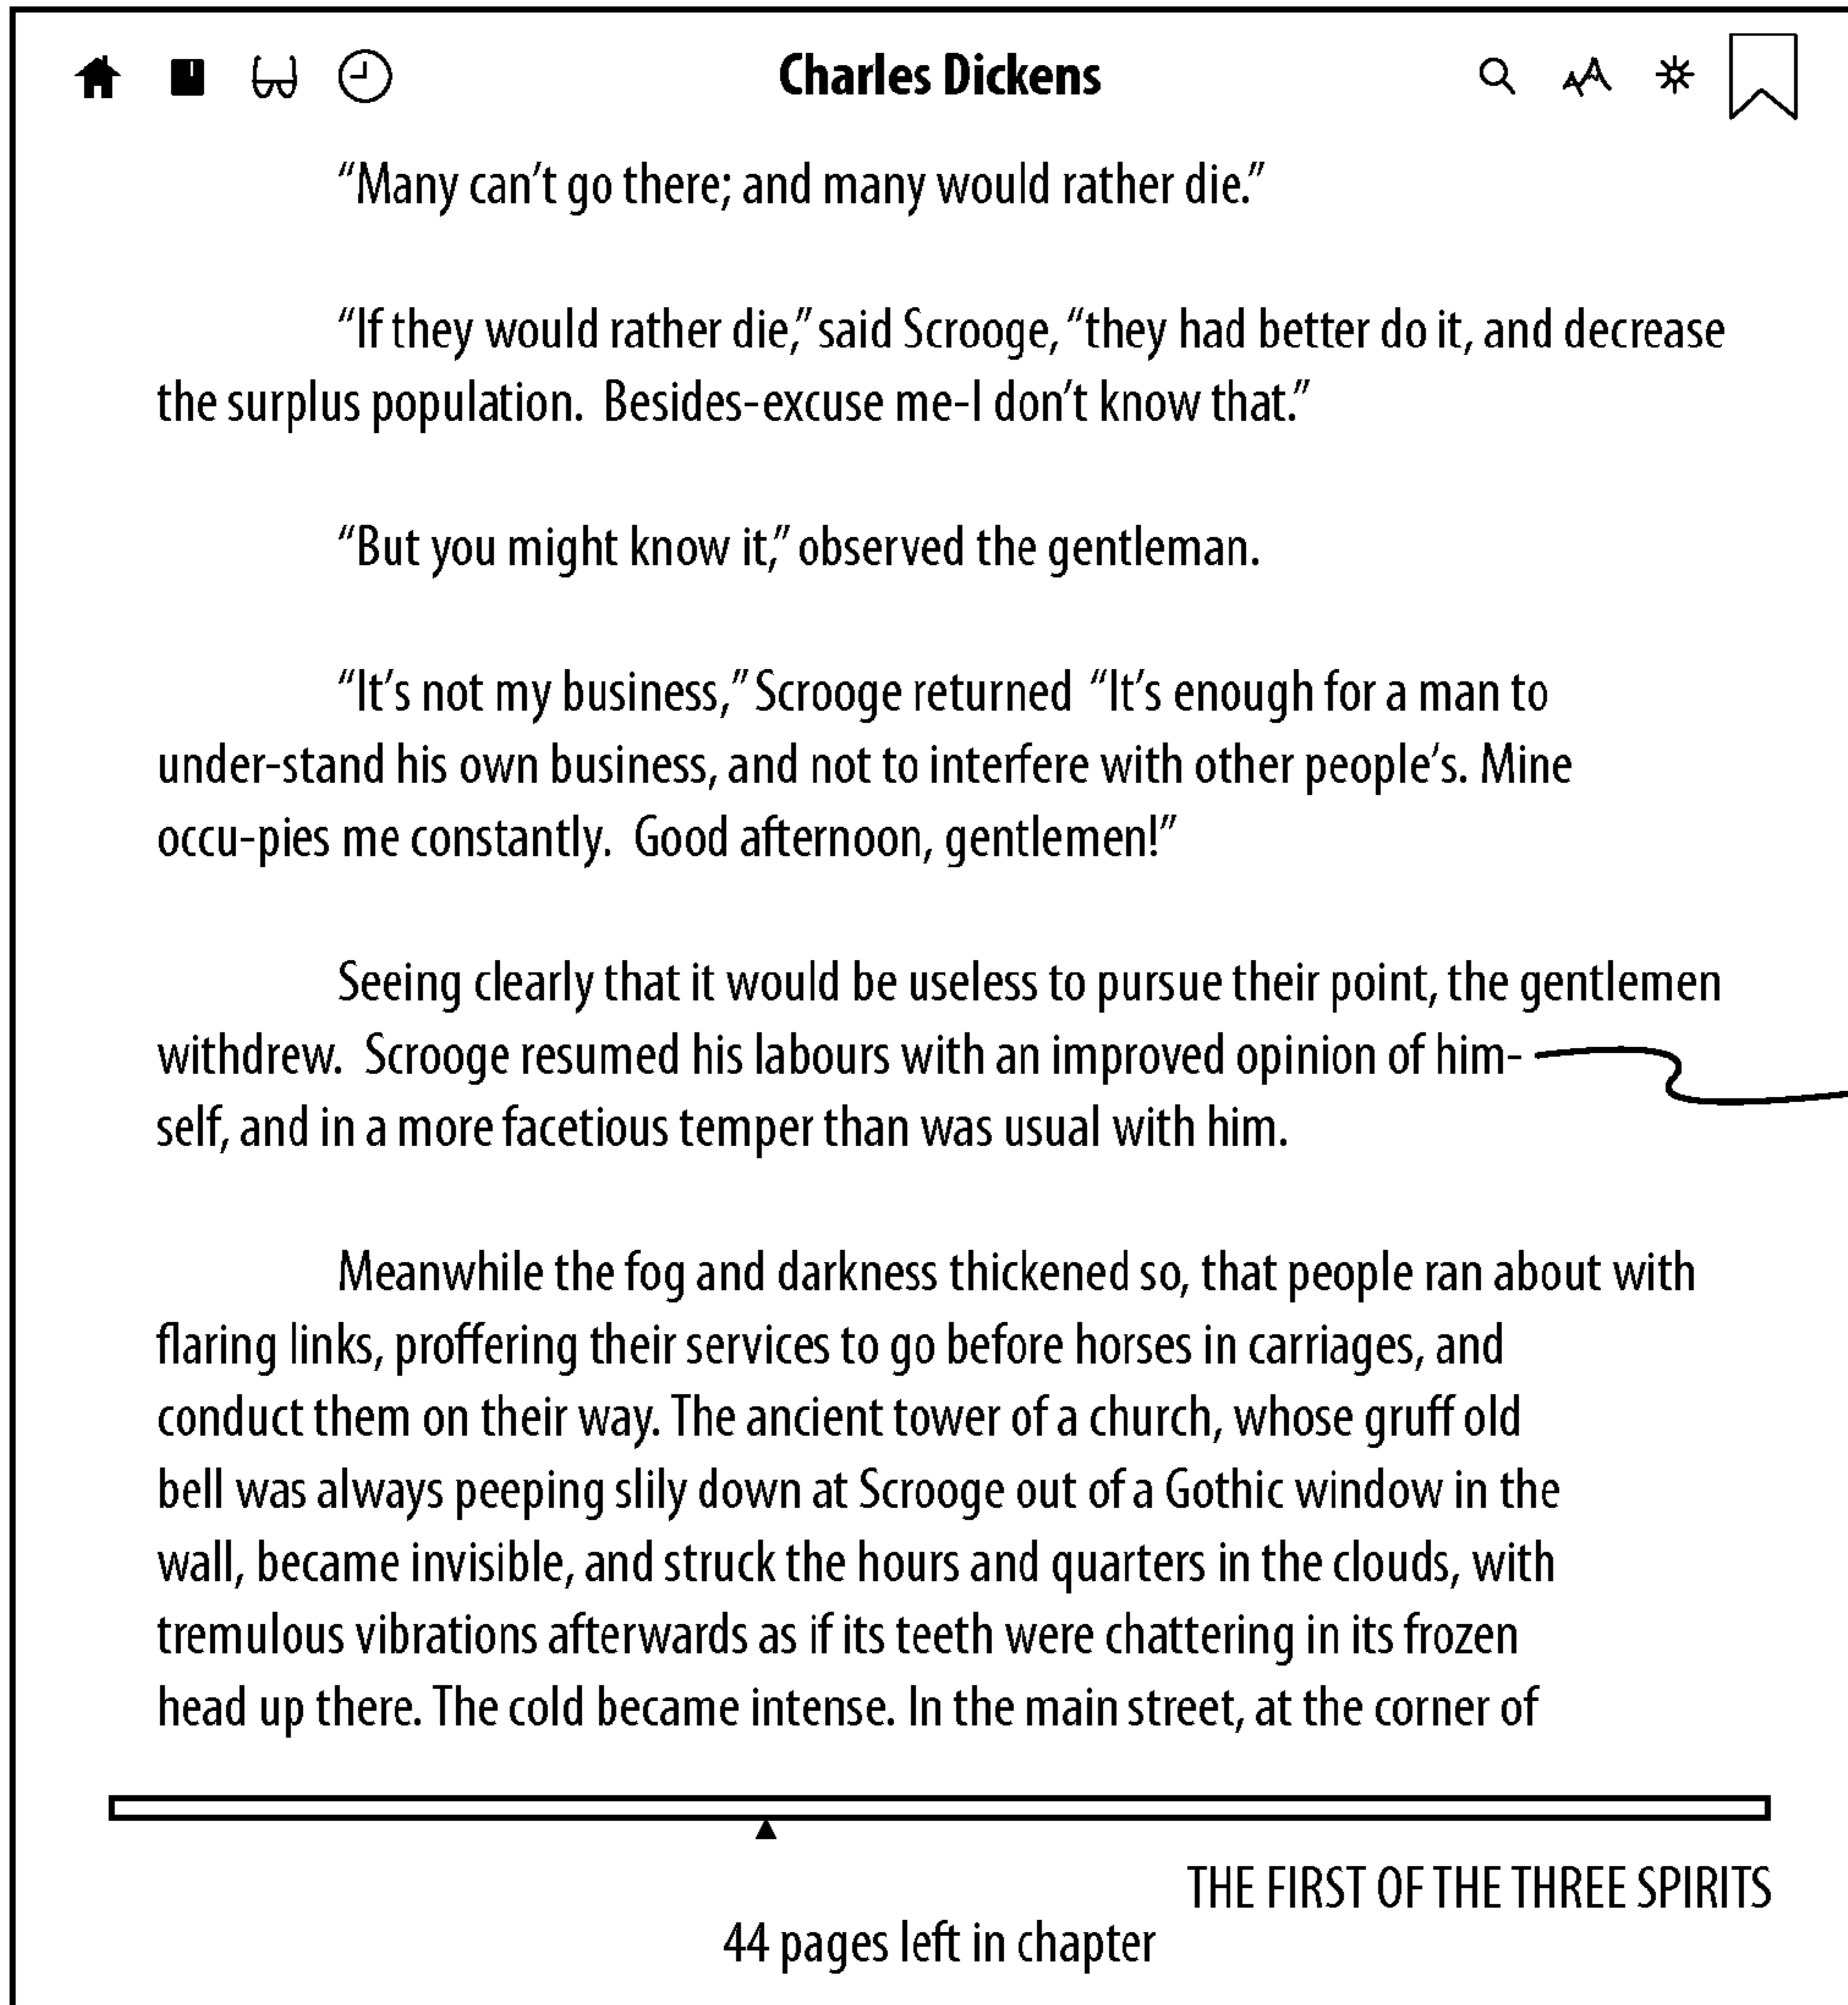 Charles Dickens
“Many can’t go there; and many would rather die.”
“If they would rather die,” said Scrooge, “they had better do it, and decrease
the surplus population.  Besides-excuse me-I don’t know that.”
“But you might know it,” observed the gentleman.
“It’s not my business,” Scrooge returned  “It’s enough for a man to
under-stand his own business, and not to interfere with other people’s. Mine
occu-pies me constantly.  Good afternoon, gentlemen!”
Seeing clearly that it would be useless to pursue their point, the gentlemen
withdrew.  Scrooge resumed his labours with an improved opinion of him-
self, and in a more facetious temper than was usual with him.
Meanwhile the fog and darkness thickened so, that people ran about with
flaring links, proffering their services to go before horses in carriages, and
conduct them on their way. The ancient tower of a church, whose gruff old
bell was always peeping slily down at Scrooge out of a Gothic window in the
wall, became invisible, and struck the hours and quarters in the clouds, with
tremulous vibrations afterwards as if its teeth were chattering in its frozen
head up there. The cold became intense. In the main street, at the corner of
THE FIRST OF THE THREE SPIRITS
44 pages left in chapter